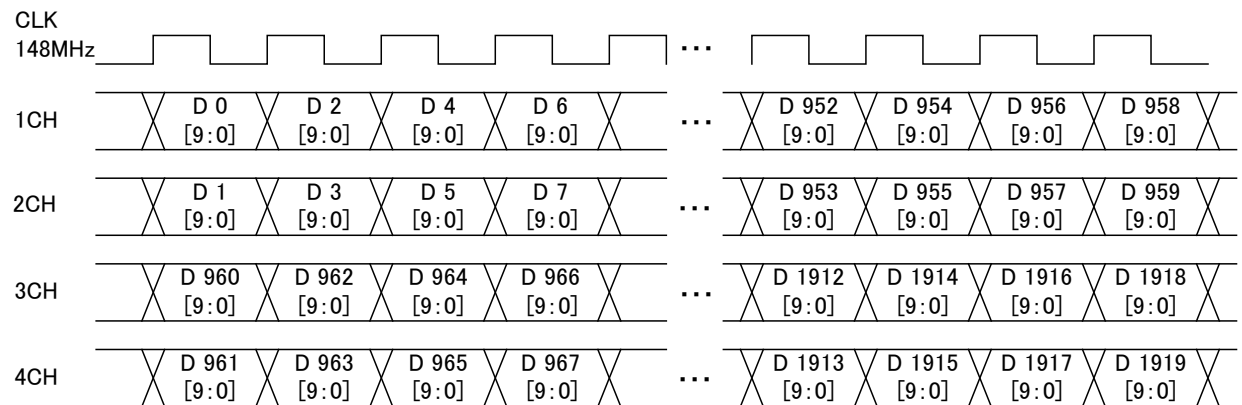 CLK
148MHz ...
1CH D 0 D 2 D 4 D 6 ... D 952 D 954 D 956 D 958
[9:0] [9:0] [9:0] [9:0] [9:0] [9:0] [9:0] [9:0]
2CH D 1 D 3 D 5 D 7 ... D 953 D 955 D 957 D 959
[9:0] [9:0] [9:0] [9:0] [9:0] [9:0] [9:0] [9:0]
3CH D 960 D 962 D 964 D 966 ... D 1912 D 1914 D 1916 D 1918
[9:0] [9:0] [9:0] [9:0] [9:0] [9:0] [9:0] [9:0]
4CH D 961 D 963 D 965 D 967 ... D 1913 D 1915 D 1917 D 1919
[9:0] [9:0] [9:0] [9:0] [9:0] [9:0] [9:0] [9:0]